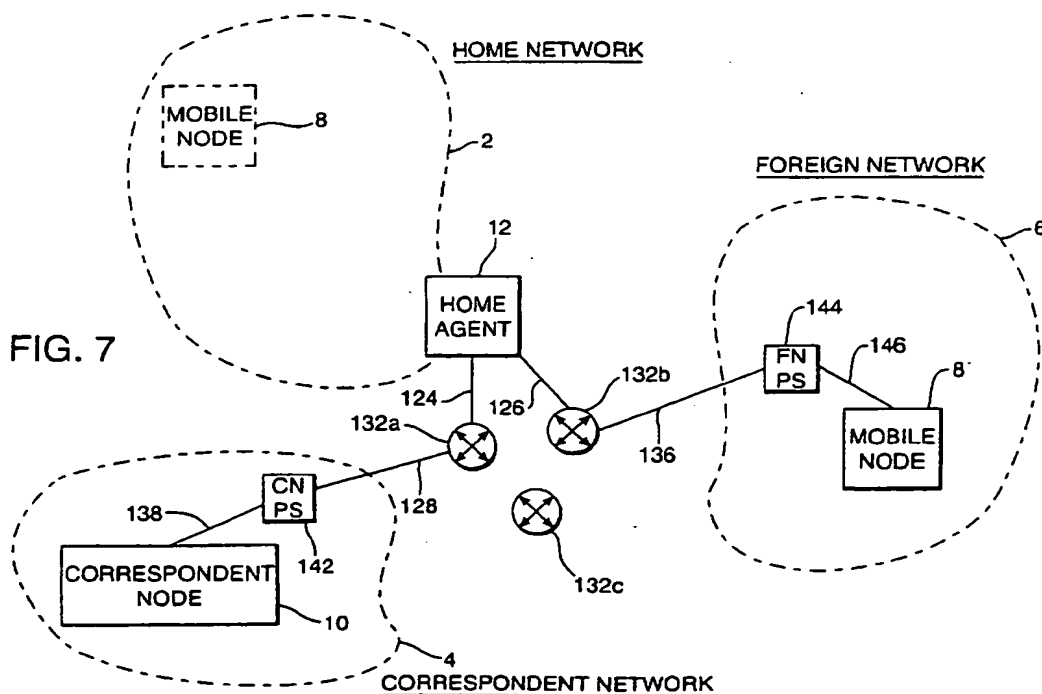 HOME NETWORK
MOBILE
NODE
8
2
FOREIGN NETWORK
6
12
HOME
AGENT
FIG. 7
144
FN
PS
146
8
MOBILE
NODE
124
126
132b
132a
136
CN
PS
128
138
142
132c
CORRESPONDENT
NODE
10
4
CORRESPONDENT NETWORK